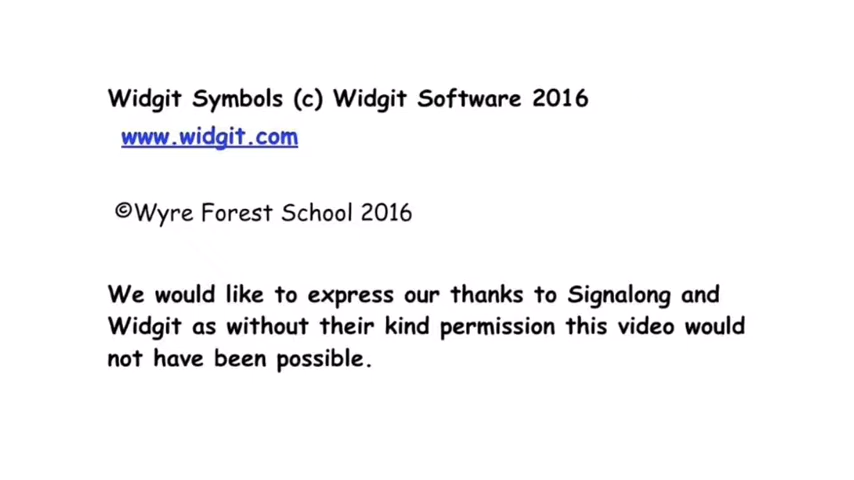 Widgit Symbols (c) Widgit Software 2016
www.widgit.com
©Wyre Forest School 2016
We would like to express our thanks to Signalong and
Widgit as without their kind permission this video would
not have been possible.